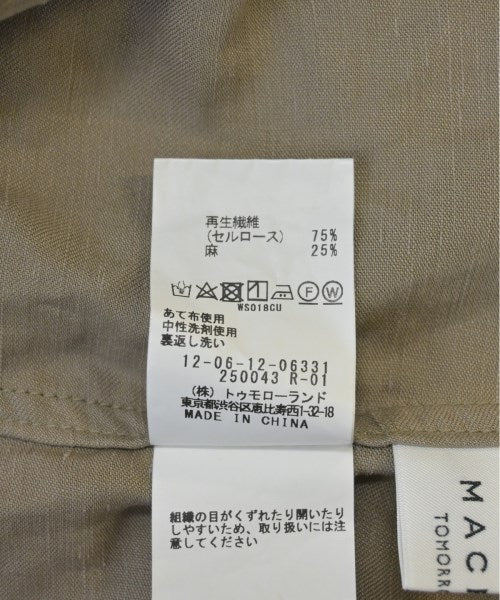 再生繊維
(セルロース) 75%
麻 25%
F W
WS018CU
あて布使用
中性洗剤使用
裏返し洗い
12-06-12-06331
250043 R-01
(株)トゥモローランド
東京都渋谷区恵比寿西1-32-18
MADE IN CHINA
組織の目がくずれたり開いたり
しやすいため、取り扱いには注
意してください
MAC
TOMORR